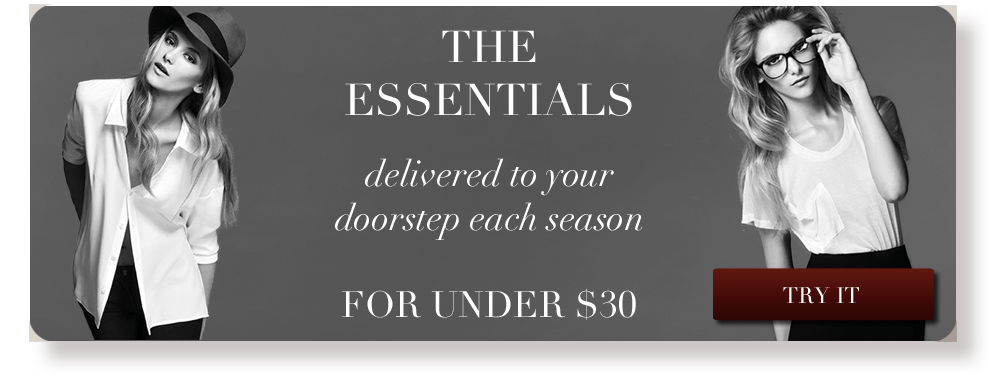 THE
ESSENTIALS
delivered to your
doorstep each season
FOR UNDER $30
TRY IT